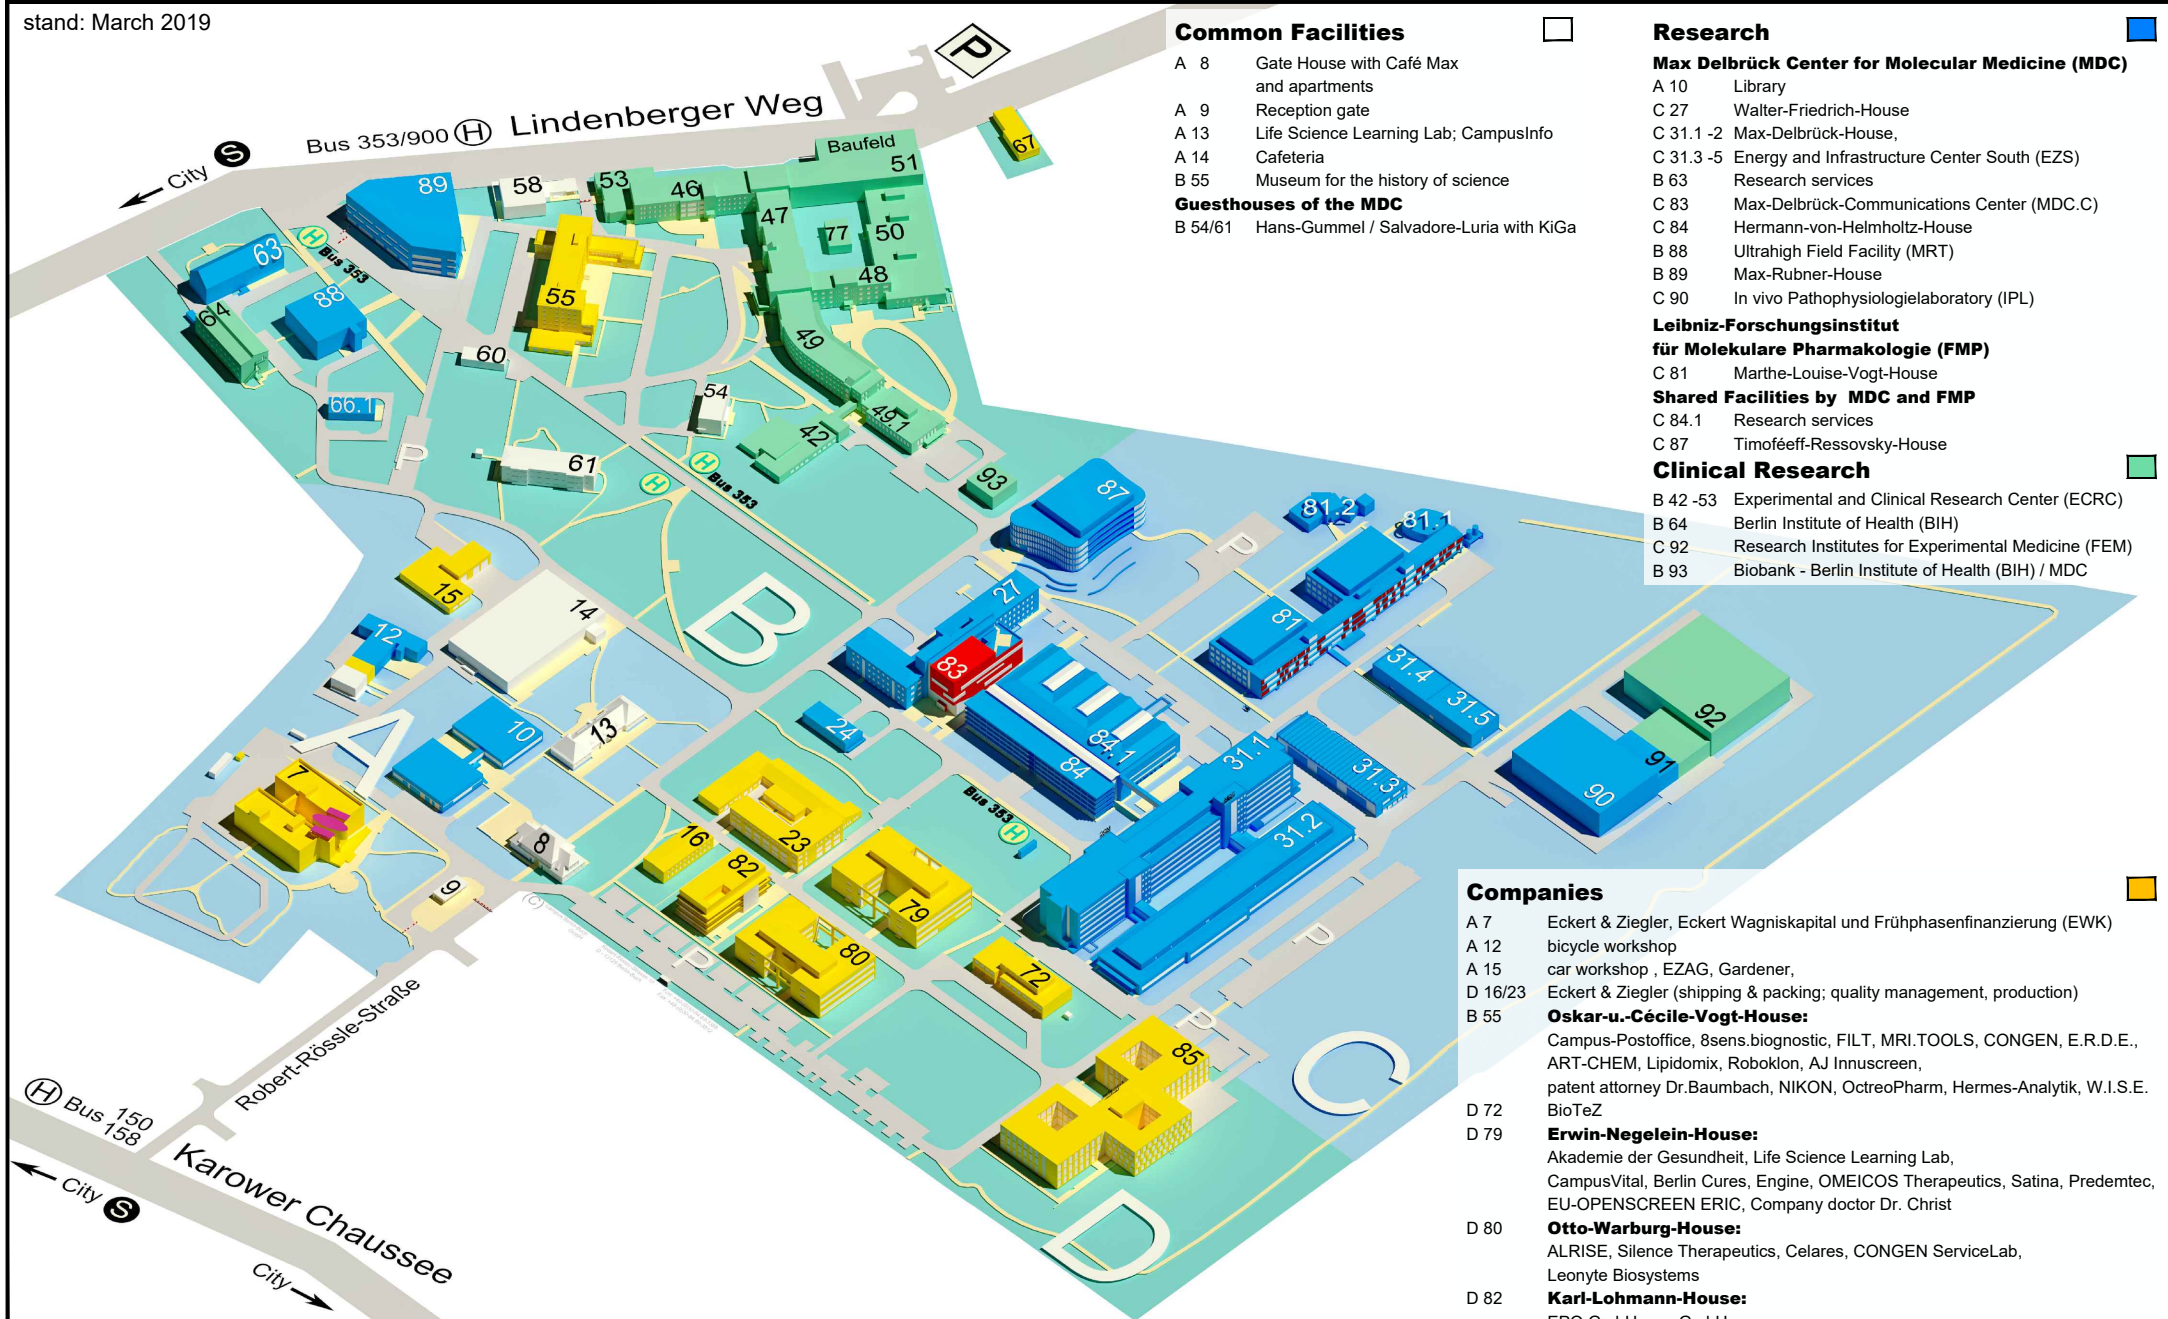 stand: March 2019
P
Lindenberger Weg
Bus 353/900 H
City S
Baufeld
51
67
89
58
53
46
47
77
50
48
L
55
63
H
Bus 353
88
64
60
66.1
49
54
49.1
42
P
61
H
H
Bus 353
93
87
81.2
81.1
P
15
14
B
27
12
81
83
31.4
31.5
92
A
10
13
24
84.1
84
31.1
31.3
91
90
7
8
16
23
82
Bus 353
H
31.2
9
79
(C)
P
80
72
P
P
85
C
D
Robert-Rössle-Straße
H Bus 150
158
Karower Chaussee
City S
City
Common Facilities
A 8 Gate House with Café Max
and apartments
A 9 Reception gate
A 13 Life Science Learning Lab; CampusInfo
A 14 Cafeteria
B 55 Museum for the history of science
Guesthouses of the MDC
B 54/61 Hans-Gummel / Salvadore-Luria with KiGa
Research
Max Delbrück Center for Molecular Medicine (MDC)
A 10 Library
C 27 Walter-Friedrich-House
C 31.1 -2 Max-Delbrück-House,
C 31.3 -5 Energy and Infrastructure Center South (EZS)
B 63 Research services
C 83 Max-Delbrück-Communications Center (MDC.C)
C 84 Hermann-von-Helmholtz-House
B 88 Ultrahigh Field Facility (MRT)
B 89 Max-Rubner-House
C 90 In vivo Pathophysiologielaboratory (IPL)
Leibniz-Forschungsinstitut
für Molekulare Pharmakologie (FMP)
C 81 Marthe-Louise-Vogt-House
Shared Facilities by MDC and FMP
C 84.1 Research services
C 87 Timoféeff-Ressovsky-House
Clinical Research
B 42 -53 Experimental and Clinical Research Center (ECRC)
B 64 Berlin Institute of Health (BIH)
C 92 Research Institutes for Experimental Medicine (FEM)
B 93 Biobank - Berlin Institute of Health (BIH) / MDC
Companies
A 7 Eckert & Ziegler, Eckert Wagniskapital und Frühphasenfinanzierung (EWK)
A 12 bicycle workshop
A 15 car workshop , EZAG, Gardener,
D 16/23 Eckert & Ziegler (shipping & packing; quality management, production)
B 55 Oskar-u.-Cécile-Vogt-House:
Campus-Postoffice, 8sens.biognostic, FILT, MRI.TOOLS, CONGEN, E.R.D.E.,
ART-CHEM, Lipidomix, Roboklon, AJ Innuscreen,
patent attorney Dr.Baumbach, NIKON, OctreoPharm, Hermes-Analytik, W.I.S.E.
D 72 BioTeZ
D 79 Erwin-Negelein-House:
Akademie der Gesundheit, Life Science Learning Lab,
CampusVital, Berlin Cures, Engine, OMEICOS Therapeutics, Satina, Predemtec,
EU-OPENSCREEN ERIC, Company doctor Dr. Christ
D 80 Otto-Warburg-House:
ALRISE, Silence Therapeutics, Celares, CONGEN ServiceLab,
Leonyte Biosystems
D 82 Karl-Lohmann-House: